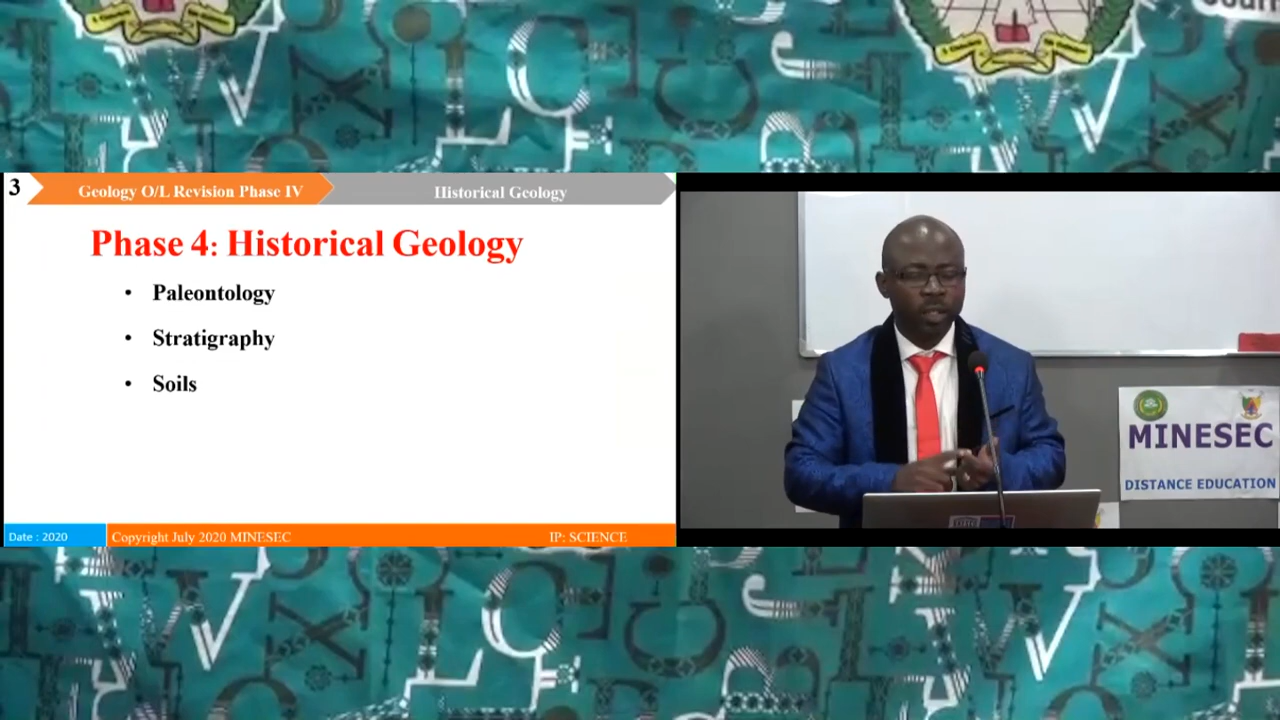 3
Geology O/L Revision Phase IV
Historical Geology
Phase 4: Historical Geology
• Paleontology
• Stratigraphy
• Soils
MINESEC
DISTANCE EDUCATION
Date : 2020
Copyright July 2020 MINESEC
IP: SCIENCE